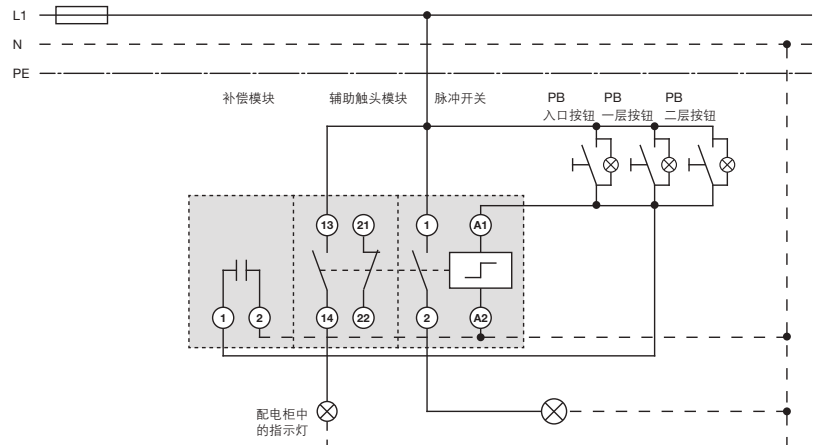 L1
N
PE
补偿模块 辅助触头模块 脉冲开关 PB PB PB
入口按钮 一层按钮 二层按钮
13 21 1 A1
1 2 14 22 2 A2
配电柜中
的指示灯